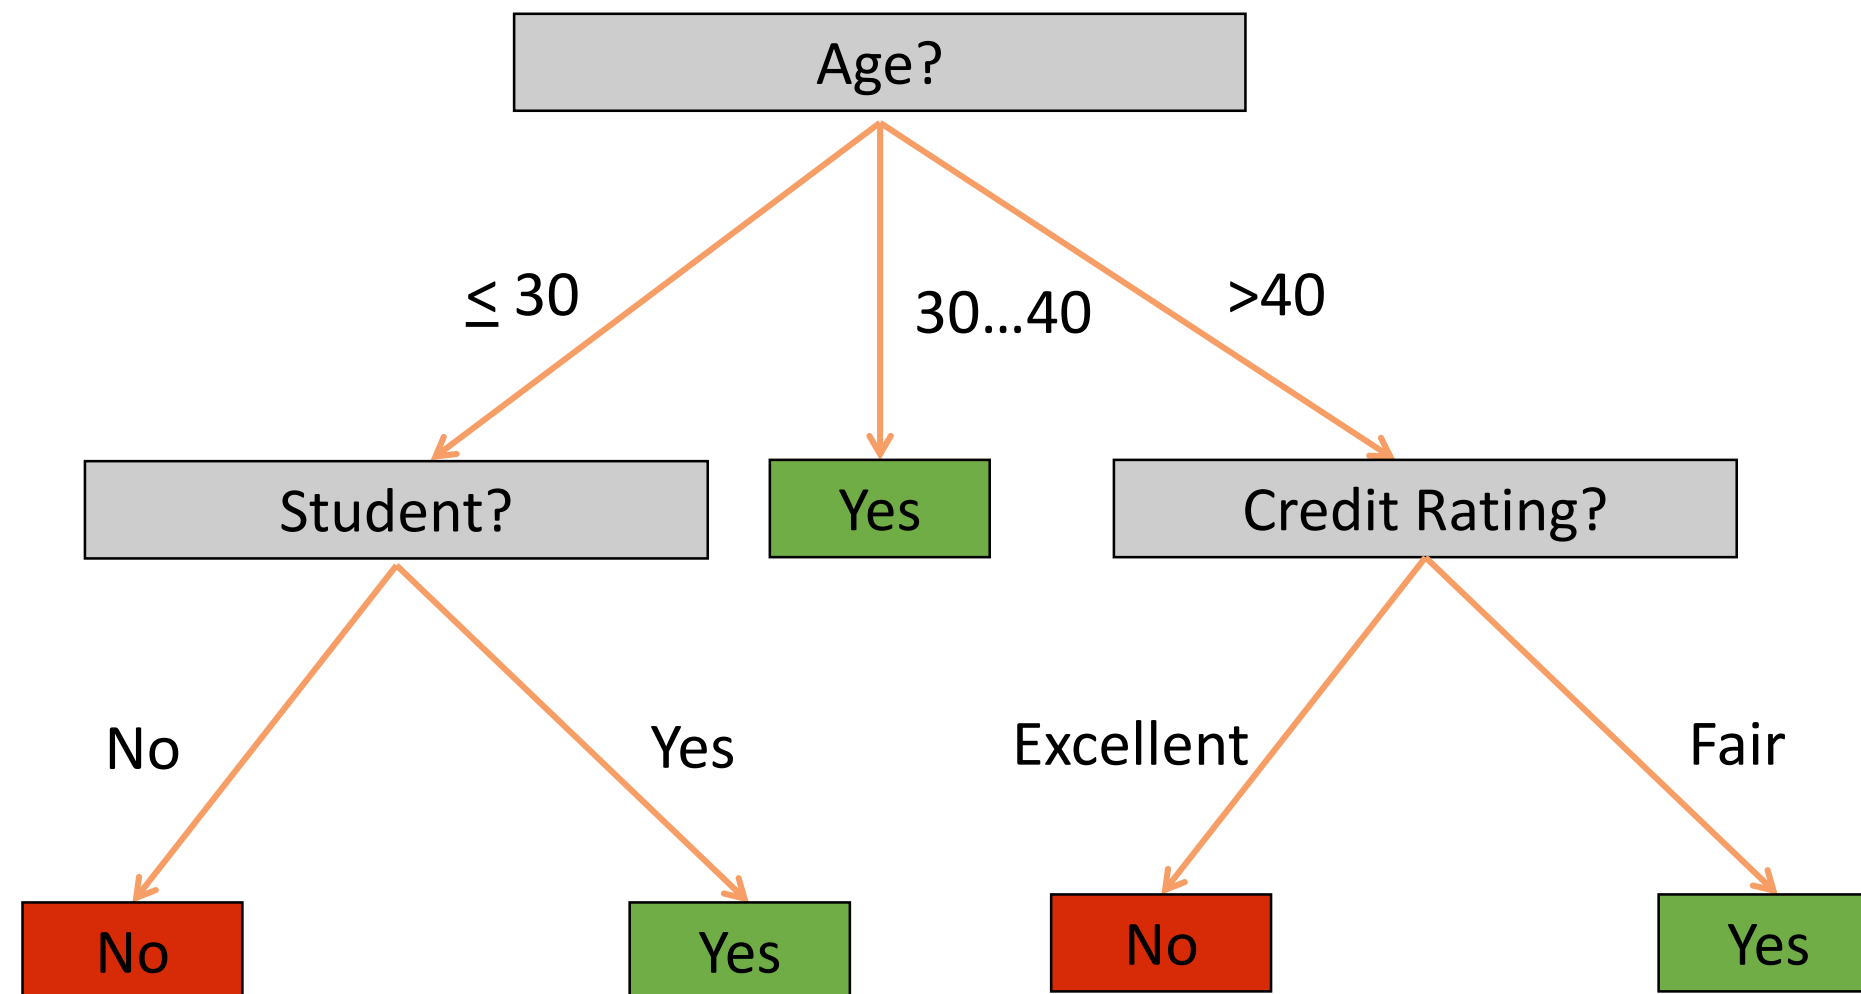 Age?
≤ 30
30...40
>40
Student?
Yes
Credit Rating?
No
Yes
Excellent
Fair
No
Yes
No
Yes